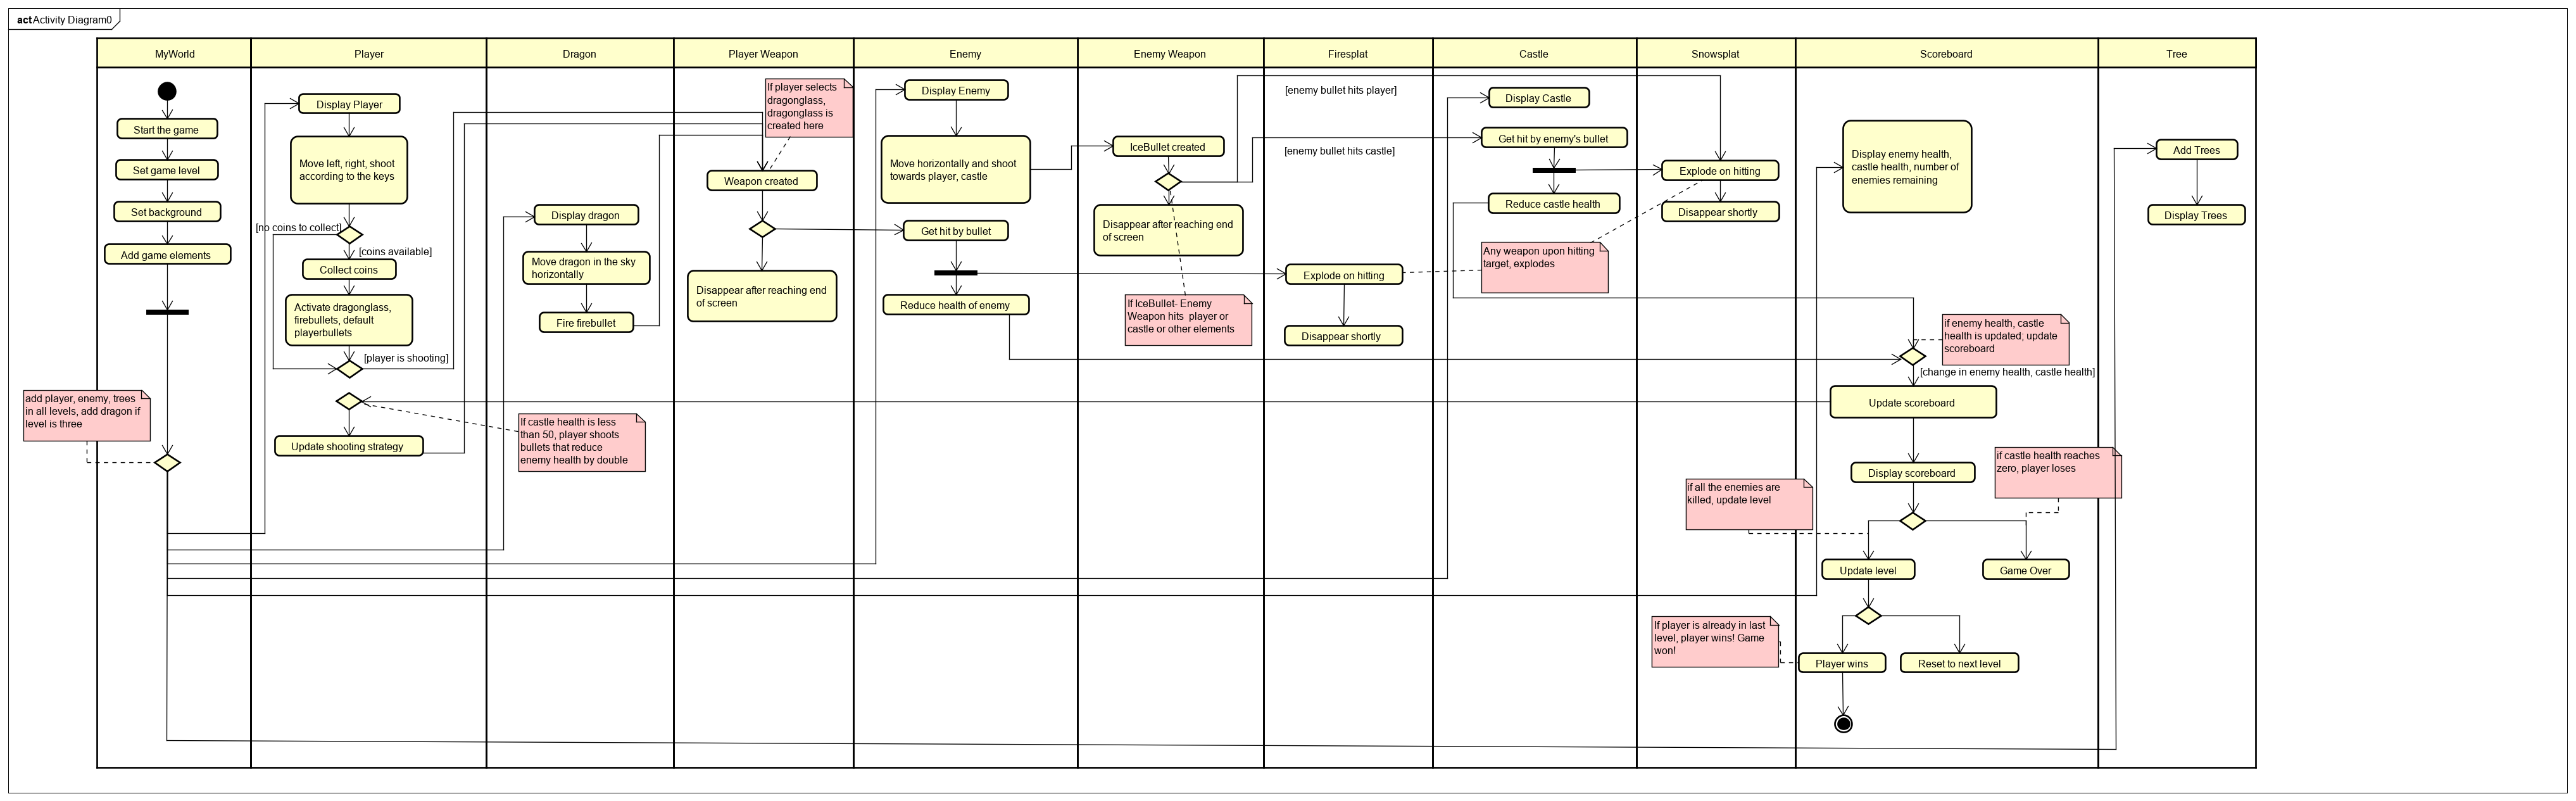 act Activity Diagram0
MyWorld
Player
Dragon
Player Weapon
Enemy
Enemy Weapon
Firesplat
Castle
Snowsplat
Scoreboard
Tree
Start the game
Set game level
Set background
Add game elements
add player, enemy, trees
in all levels, add dragon if
level is three
Display Player
Move left, right, shoot
according to the keys
[no coins to collect]
[coins available]
Collect coins
Activate dragonglass,
firebullets, default
playerbullets
[player is shooting]
Update shooting strategy
Display dragon
Move dragon in the sky
horizontally
Fire firebullet
If castle health is less
than 50, player shoots
bullets that reduce
enemy health by double
If player selects
dragonglass,
dragonglass is
created here
Weapon created
Disappear after reaching end
of screen
Display Enemy
Move horizontally and shoot
towards player, castle
Get hit by bullet
Reduce health of enemy
IceBullet created
Disappear after reaching end
of screen
If IceBullet- Enemy
Weapon hits  player or
castle or other elements
[enemy bullet hits player]
[enemy bullet hits castle]
Explode on hitting
Disappear shortly
Display Castle
Get hit by enemy's bullet
Reduce castle health
Any weapon upon hitting
target, explodes
Explode on hitting
Disappear shortly
Display enemy health,
castle health, number of
enemies remaining
if enemy health, castle
health is updated; update
scoreboard
[change in enemy health, castle health]
Update scoreboard
Display scoreboard
if castle health reaches
zero, player loses
if all the enemies are
killed, update level
Update level
Game Over
If player is already in last
level, player wins! Game
won!
Player wins
Reset to next level
Add Trees
Display Trees